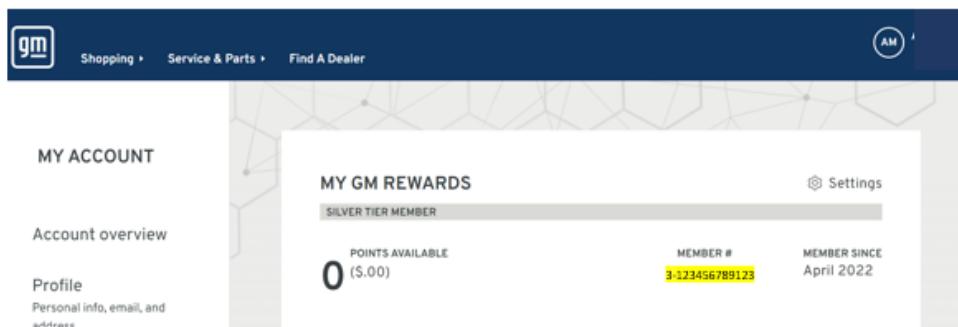 gm
Shopping Service & Parts Find A Dealer
AM
MY ACCOUNT
Account overview
Profile
Personal info, email, and
address
MY GM REWARDS
Settings
SILVER TIER MEMBER
0 POINTS AVAILABLE
($.00)
MEMBER #
3-123456789123
MEMBER SINCE
April 2022